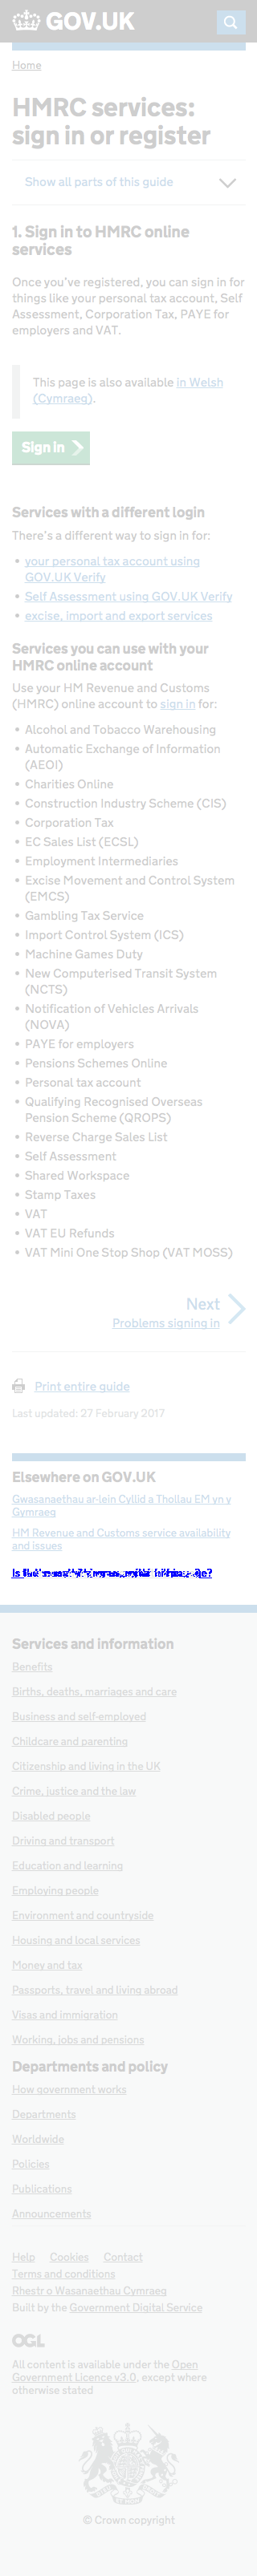 GOV.UK
Home
HMRC services:
sign in or register
Show all parts of this guide
1. Sign in to HMRC online
services
Once you've registered, you can sign in for
things like your personal tax account, Self
Assessment, Corporation Tax, PAYE for
employers and VAT.
This page is also available in Welsh
(Cymraeg).
Sign in
Services with a different login
There's a different way to sign in for:
• your personal tax account using
GOV.UK Verify
• Self Assessment using GOV.UK Verify
• excise, import and export services
Services you can use with your
HMRC online account
Use your HM Revenue and Customs
(HMRC) online account to sign in for:
• Alcohol and Tobacco Warehousing
• Automatic Exchange of Information
(AEOI)
• Charities Online
• Construction Industry Scheme (CIS)
• Corporation Tax
• EC Sales List (ECSL)
• Employment Intermediaries
• Excise Movement and Control System
(EMCS)
• Gambling Tax Service
• Import Control System (ICS)
• Machine Games Duty
• New Computerised Transit System
(NCTS)
• Notification of Vehicles Arrivals
(NOVA)
• PAYE for employers
• Pensions Schemes Online
• Personal tax account
• Qualifying Recognised Overseas
Pension Scheme (QROPS)
• Reverse Charge Sales List
• Self Assessment
• Shared Workspace
• Stamp Taxes
• VAT
• VAT EU Refunds
• VAT Mini One Stop Shop (VAT MOSS)
Next
Problems signing in
Print entire guide
Last updated: 27 February 2017
Elsewhere on GOV.UK
Gwasanaethau ar-lein Cyllid a Thollau EM yn y
Gymraeg
HM Revenue and Customs service availability
and issues
Services and information
Benefits
Births, deaths, marriages and care
Business and self-employed
Childcare and parenting
Citizenship and living in the UK
Crime, justice and the law
Disabled people
Driving and transport
Education and learning
Employing people
Environment and countryside
Housing and local services
Money and tax
Passports, travel and living abroad
Visas and immigration
Working, jobs and pensions
Departments and policy
How government works
Departments
Worldwide
Policies
Publications
Announcements
Help Cookies Contact
Terms and conditions
Rhestr o Wasanaethau Cymraeg
Built by the Government Digital Service
OGL
All content is available under the Open
Government Licence v3.0, except where
otherwise stated
© Crown copyright